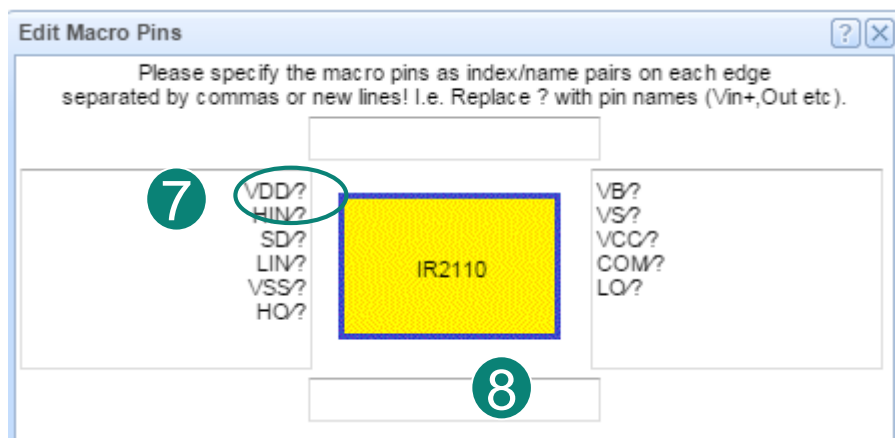 Edit Macro Pins
Please specify the macro pins as index/name pairs on each edge
separated by commas or new lines! I.e. Replace ? with pin names (Vin+,Out etc).
7
VDD/?
HIN/?
SD/?
LIN/?
VSS/?
HO/?
IR2110
VB/?
VS/?
VCC/?
COM/?
LO/?
8